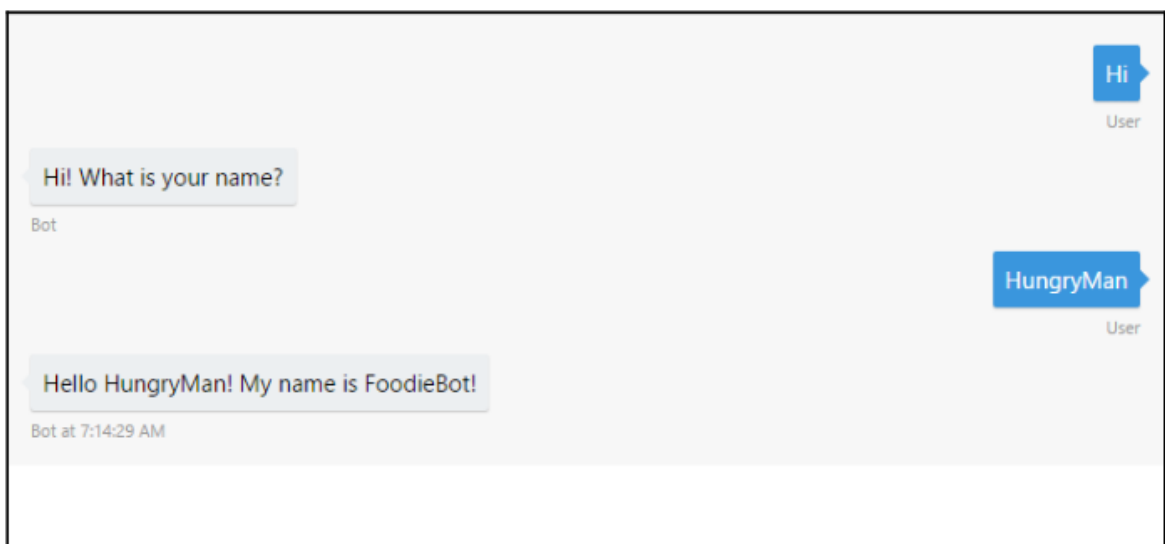 Hi
User
Hi! What is your name?
Bot
HungryMan
User
Hello HungryMan! My name is FoodieBot!
Bot at 7:14:29 AM